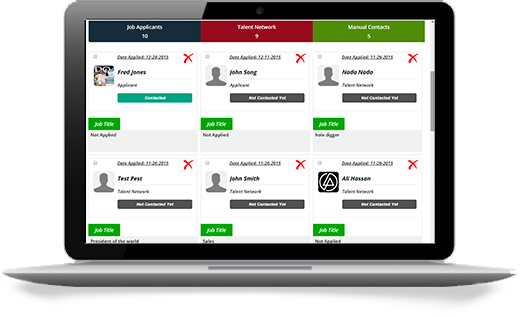 Job Applicants
10
Talent Network
9
Manual Contacts
5
Date Applied: 12-28-2015
Fred Jones
Applicant
Contacted
Job Title
Not Applied
Date Applied: 12-11-2015
John Song
Applicant
Not Contacted Yet
Job Title
Not Applied
Date Applied: 11-26-2015
Nada Nada
Talent Network
Not Contacted Yet
Job Title
hole digger
Date Applied: 11-26-2015
Test Pest
Talent Network
Not Contacted Yet
Job Title
President of the world
Date Applied: 11-26-2015
John Smith
Talent Network
Not Contacted Yet
Job Title
Sales
Date Applied: 11-26-2015
Ali Hassan
Talent Network
Not Contacted Yet
Job Title
Not Applied